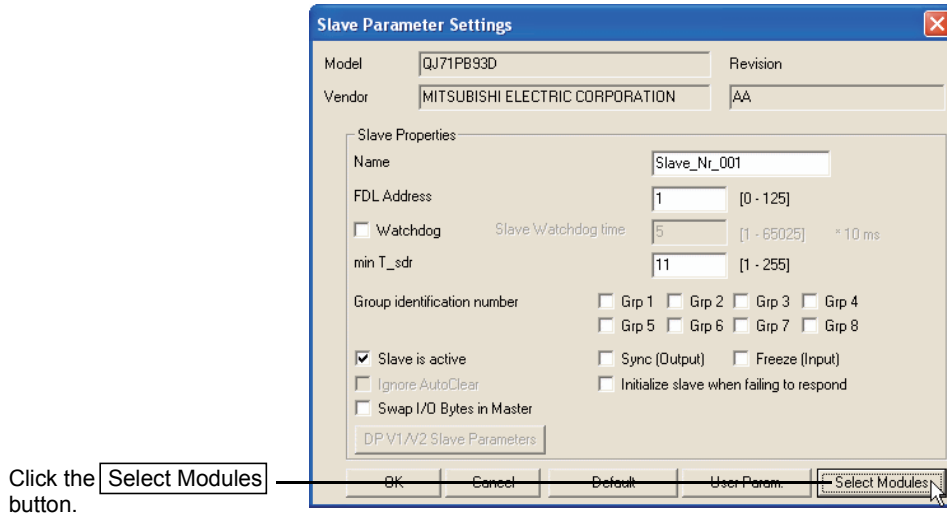 Slave Parameter Settings
Model QJ71PB93D Revision
Vendor MITSUBISHI ELECTRIC CORPORATION AA
Slave Properties
Name Slave_Nr_001
FDL Address 1 [0 - 125]
Watchdog Slave Watchdog time 5 [1 - 65025] * 10 ms
min T_sdr 11 [1 - 255]
Group identification number Grp 1 Grp 2 Grp 3 Grp 4
Grp 5 Grp 6 Grp 7 Grp 8
Slave is active Sync (Output) Freeze (Input)
Ignore AutoClear Initialize slave when failing to respond
Swap I/O Bytes in Master
DP V1/V2 Slave Parameters
OK Cancel Default User Param. Select Modules
Click the Select Modules
button.